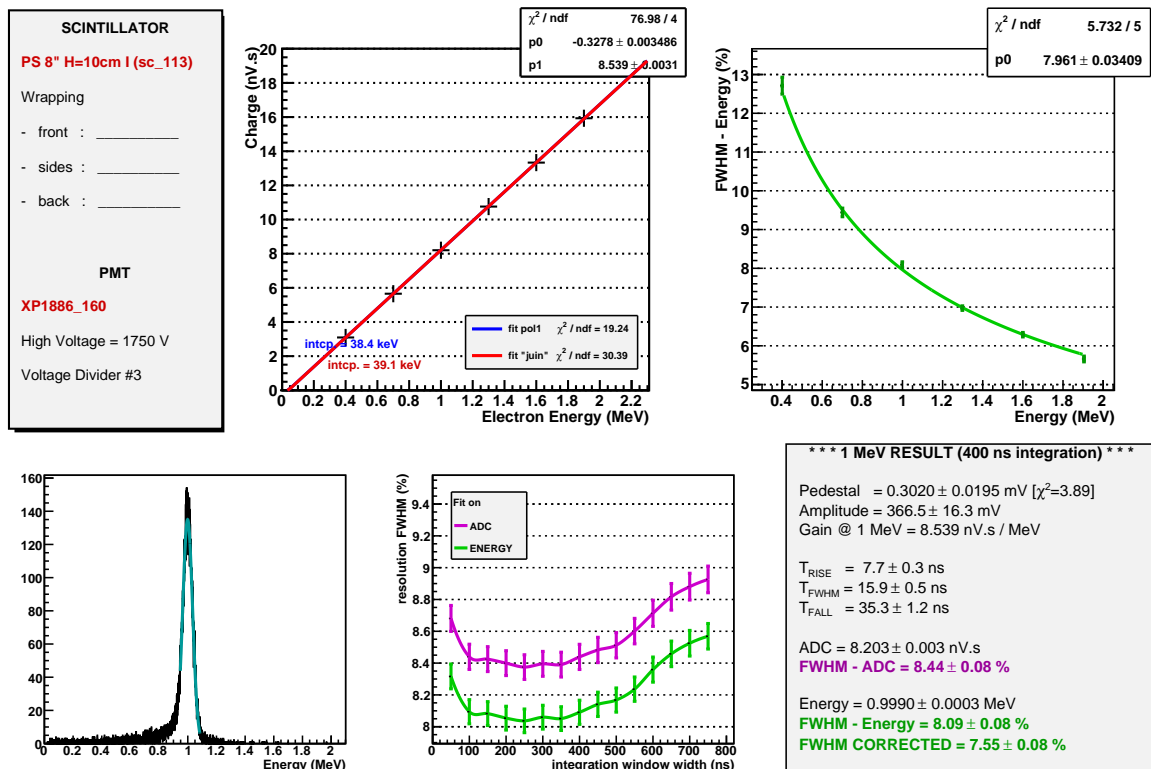 SCINTILLATOR
PS 8" H=10cm I (sc_113)
Wrapping
- front : __________
- sides : __________
- back : __________
PMT
XP1886_160
High Voltage = 1750 V
Voltage Divider #3
χ² / ndf 76.98 / 4
p0 -0.3278 ± 0.003486
p1 8.539 ± 0.0031
Charge (nV.s)
20
18
16
14
12
10
8
6
4
2
0
intcp. = 38.4 keV
intcp. = 39.1 keV
fit pol1 χ² / ndf = 19.24
fit "juin" χ² / ndf = 30.39
0 0.2 0.4 0.6 0.8 1 1.2 1.4 1.6 1.8 2 2.2
Electron Energy (MeV)
χ² / ndf 5.732 / 5
p0 7.961 ± 0.03409
FWHM - Energy (%)
13
12
11
10
9
8
7
6
5
0.4 0.6 0.8 1 1.2 1.4 1.6 1.8 2
Energy (MeV)
160
140
120
100
80
60
40
20
0
0 0.2 0.4 0.6 0.8 1 1.2 1.4 1.6 1.8 2
Energy (MeV)
resolution FWHM (%)
9.4
9.2
9
8.8
8.6
8.4
8.2
8
Fit on
ADC
ENERGY
0 100 200 300 400 500 600 700 800
integration window width (ns)
* * * 1 MeV RESULT (400 ns integration) * * *
Pedestal = 0.3020 ± 0.0195 mV [χ²=3.89]
Amplitude = 366.5 ± 16.3 mV
Gain @ 1 MeV = 8.539 nV.s / MeV
T_RISE = 7.7 ± 0.3 ns
T_FWHM = 15.9 ± 0.5 ns
T_FALL = 35.3 ± 1.2 ns
ADC = 8.203 ± 0.003 nV.s
FWHM - ADC = 8.44 ± 0.08 %
Energy = 0.9990 ± 0.0003 MeV
FWHM - Energy = 8.09 ± 0.08 %
FWHM CORRECTED = 7.55 ± 0.08 %